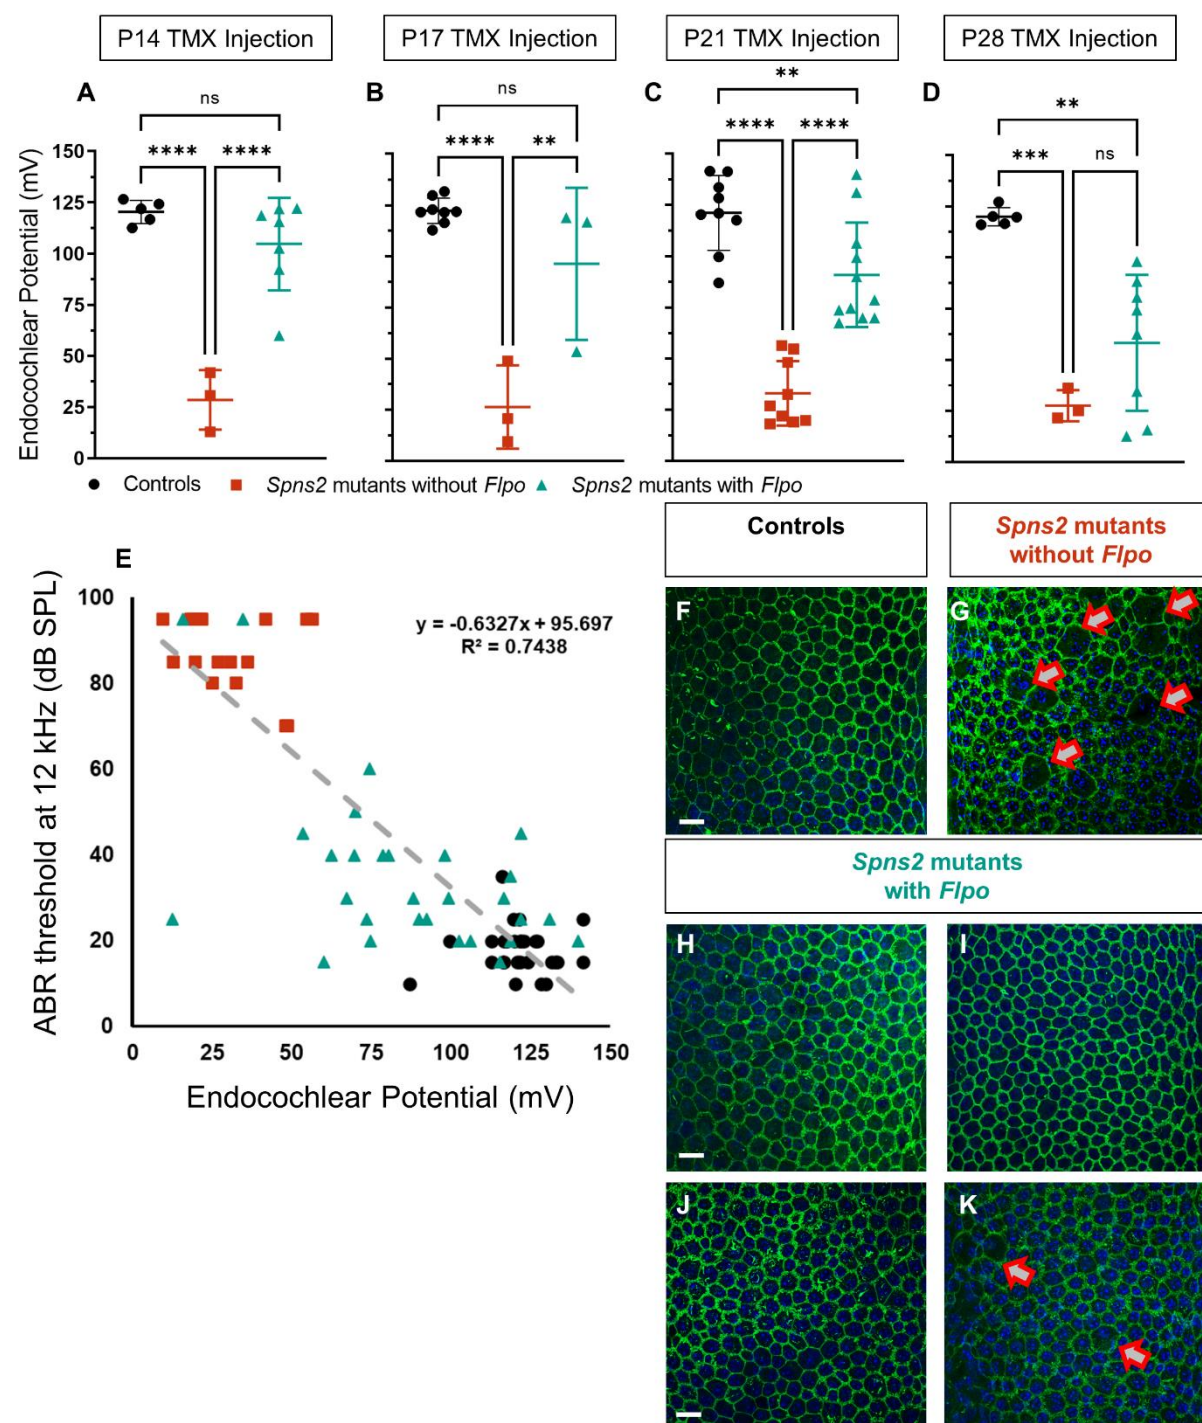 P14 TMX Injection
P17 TMX Injection
P21 TMX Injection
P28 TMX Injection
A
ns
****
****
B
ns
****
**
C
**
****
****
D
**
***
ns
Endocochlear Potential (mV)
150
125
100
75
50
25
0
Controls
Spns2 mutants without Flpo
Spns2 mutants with Flpo
E
ABR threshold at 12 kHz (dB SPL)
100
80
60
40
20
0
y = -0.6327x + 95.697
R² = 0.7438
0 25 50 75 100 125 150
Endocochlear Potential (mV)
Controls
Spns2 mutants
without Flpo
F
G
Spns2 mutants
with Flpo
H
I
J
K